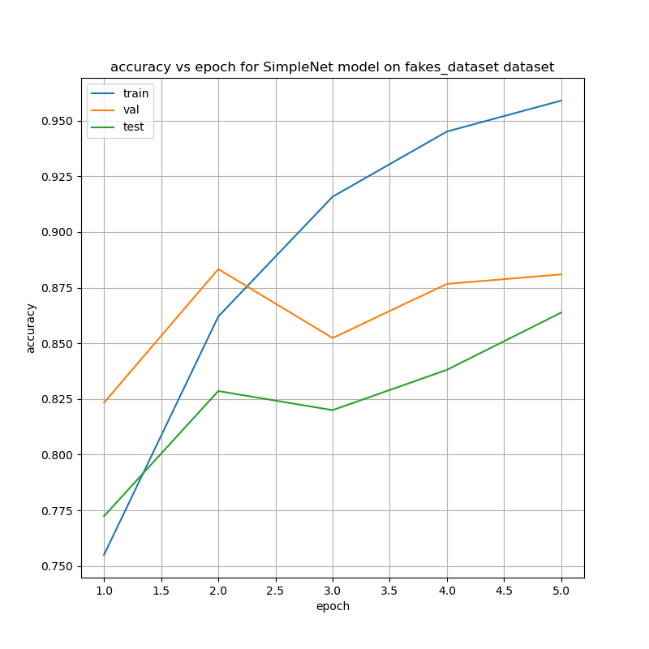 accuracy vs epoch for SimpleNet model on fakes_dataset dataset
train
val
test
0.950
0.925
0.900
0.875
0.850
0.825
0.800
0.775
0.750
accuracy
1.0 1.5 2.0 2.5 3.0 3.5 4.0 4.5 5.0
epoch